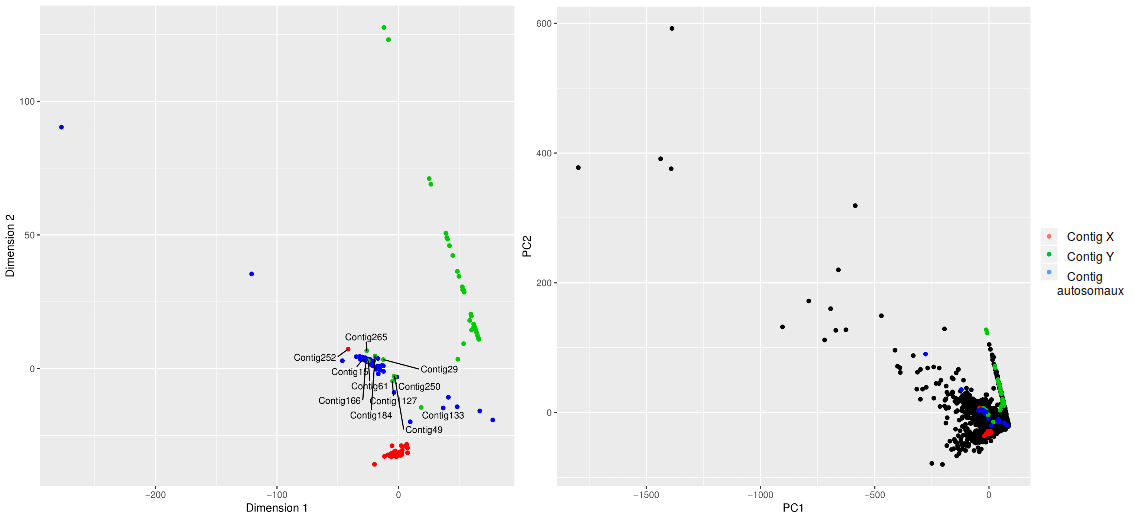 600
400
200
0
PC2
−1500
−1000
−500
0
PC1
100
50
0
Dimension 2
−200
−100
0
Dimension 1
Contig265
Contig252
Contig29
Contig15
Contig61
Contig250
Contig166
Contig127
Contig184
Contig133
Contig49
Contig X
Contig Y
Contig
autosomaux